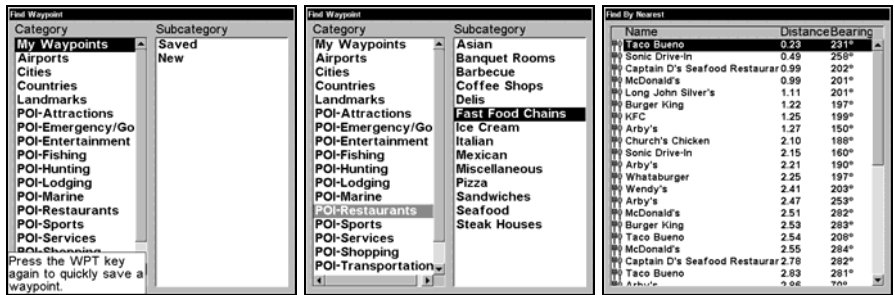 Find Waypoint
Category Subcategory
My Waypoints
Airports
Cities
Countries
Landmarks
POI-Attractions
POI-Emergency/Go
POI-Entertainment
POI-Fishing
POI-Hunting
POI-Lodging
POI-Marine
POI-Restaurants
POI-Sports
POI-Services
POI-Shopping
Press the WPT key
again to quickly save a
waypoint.
Saved
New
Find Waypoint
Category Subcategory
My Waypoints
Airports
Cities
Countries
Landmarks
POI-Attractions
POI-Emergency/Go
POI-Entertainment
POI-Fishing
POI-Hunting
POI-Lodging
POI-Marine
POI-Restaurants
POI-Sports
POI-Services
POI-Shopping
POI-Transportation
Asian
Banquet Rooms
Barbecue
Coffee Shops
Delis
Fast Food Chains
Ice Cream
Italian
Mexican
Miscellaneous
Pizza
Sandwiches
Seafood
Steak Houses
Find By Nearest
Name Distance Bearing
Taco Bueno 0.23 231°
Sonic Drive-In 0.49 258°
Captain D's Seafood Restaurar 0.99 202°
McDonald's 0.99 201°
Long John Silver's 1.11 201°
Burger King 1.22 197°
KFC 1.25 199°
Arby's 1.27 150°
Church's Chicken 2.10 188°
Sonic Drive-In 2.15 160°
Arby's 2.21 190°
Whataburger 2.25 197°
Wendy's 2.41 203°
Arby's 2.47 253°
McDonald's 2.51 282°
Burger King 2.53 283°
Taco Bueno 2.54 208°
McDonald's 2.55 284°
Captain D's Seafood Restaurar 2.78 282°
Taco Bueno 2.83 281°
Arby's 2.86 70°